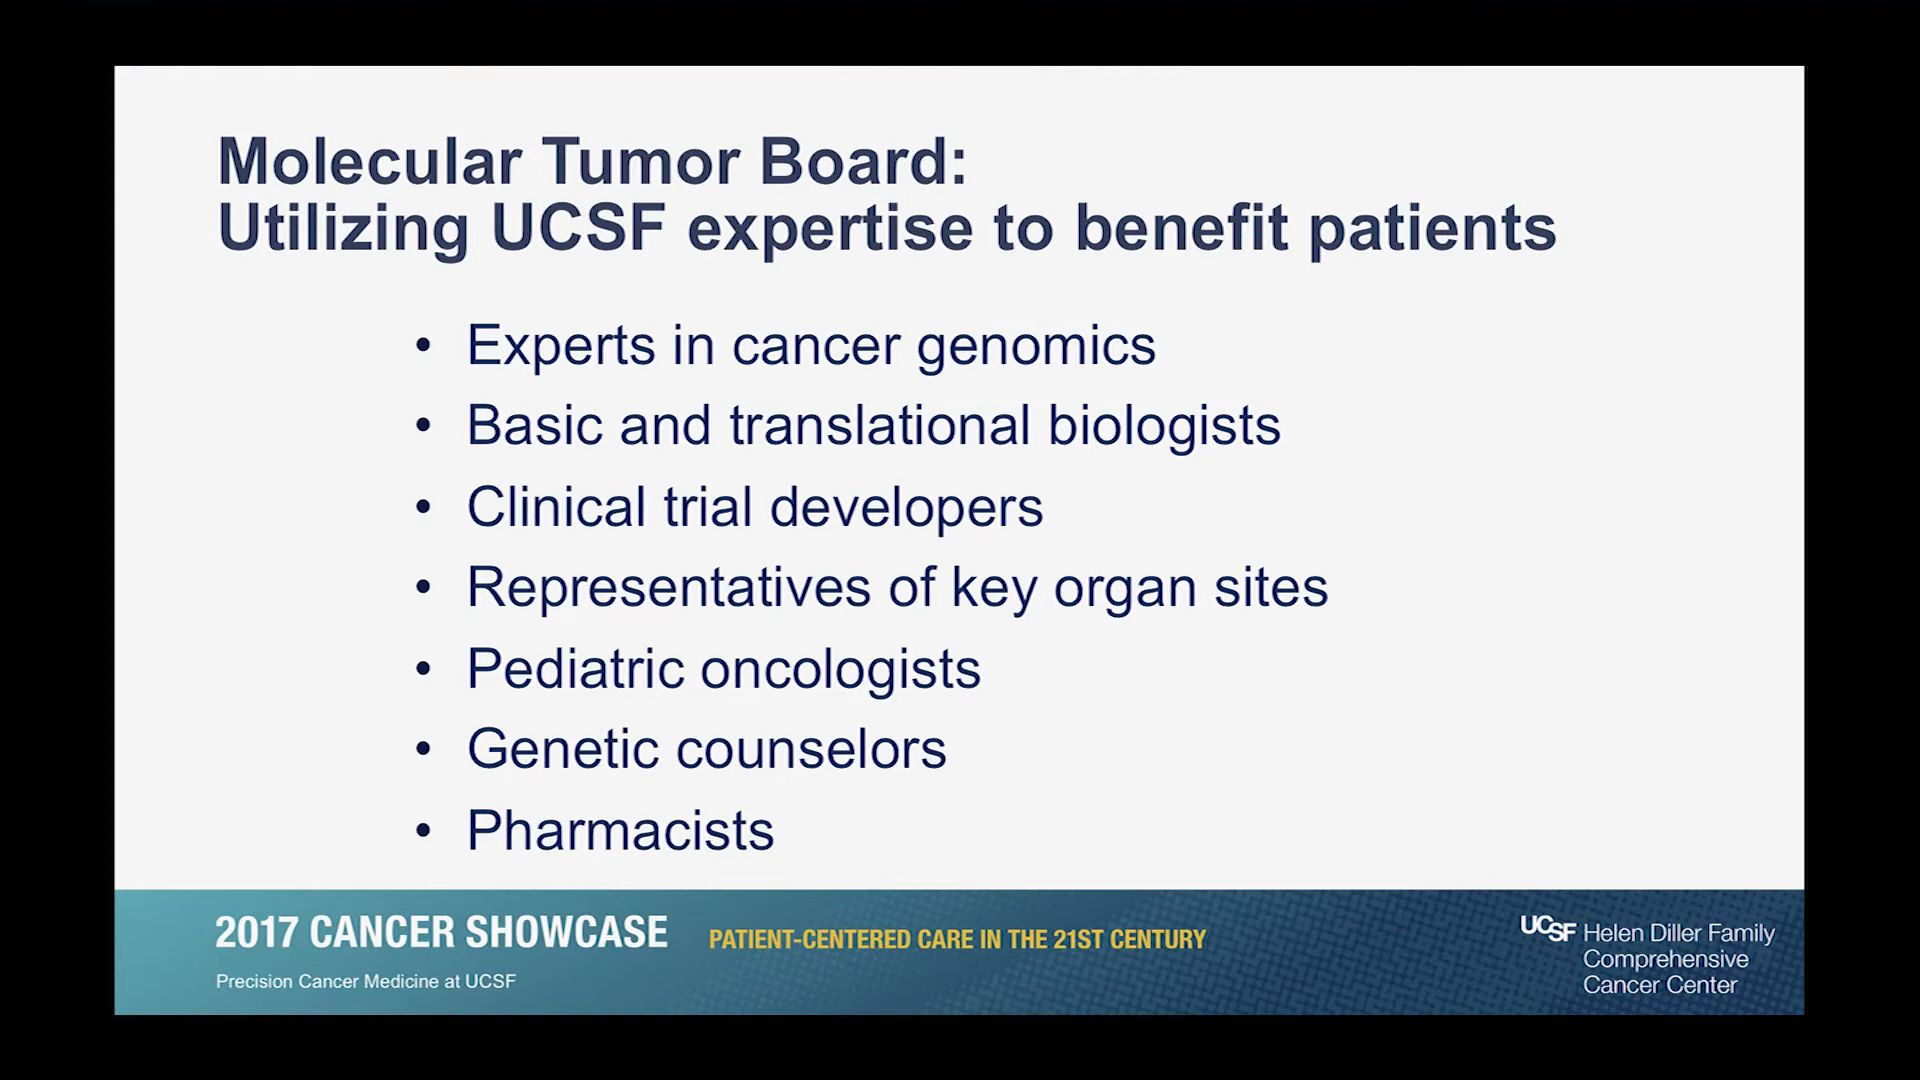 Molecular Tumor Board:
Utilizing UCSF expertise to benefit patients
• Experts in cancer genomics
• Basic and translational biologists
• Clinical trial developers
• Representatives of key organ sites
• Pediatric oncologists
• Genetic counselors
• Pharmacists
2017 CANCER SHOWCASE PATIENT-CENTERED CARE IN THE 21ST CENTURY
Precision Cancer Medicine at UCSF
UCSF Helen Diller Family
Comprehensive
Cancer Center